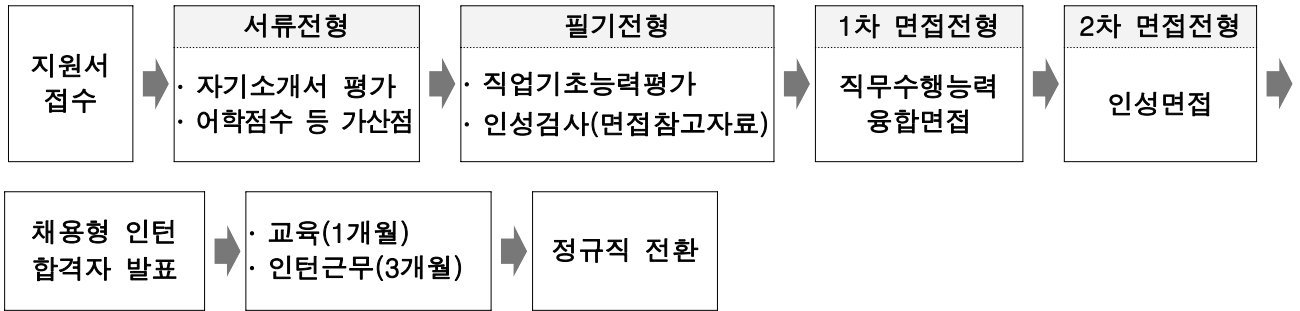 지원서
접수
서류전형
· 자기소개서 평가
· 어학점수 등 가산점
필기전형
· 직업기초능력평가
· 인성검사(면접참고자료)
1차 면접전형
직무수행능력
융합면접
2차 면접전형
인성면접
채용형 인턴
합격자 발표
· 교육(1개월)
· 인턴근무(3개월)
정규직 전환